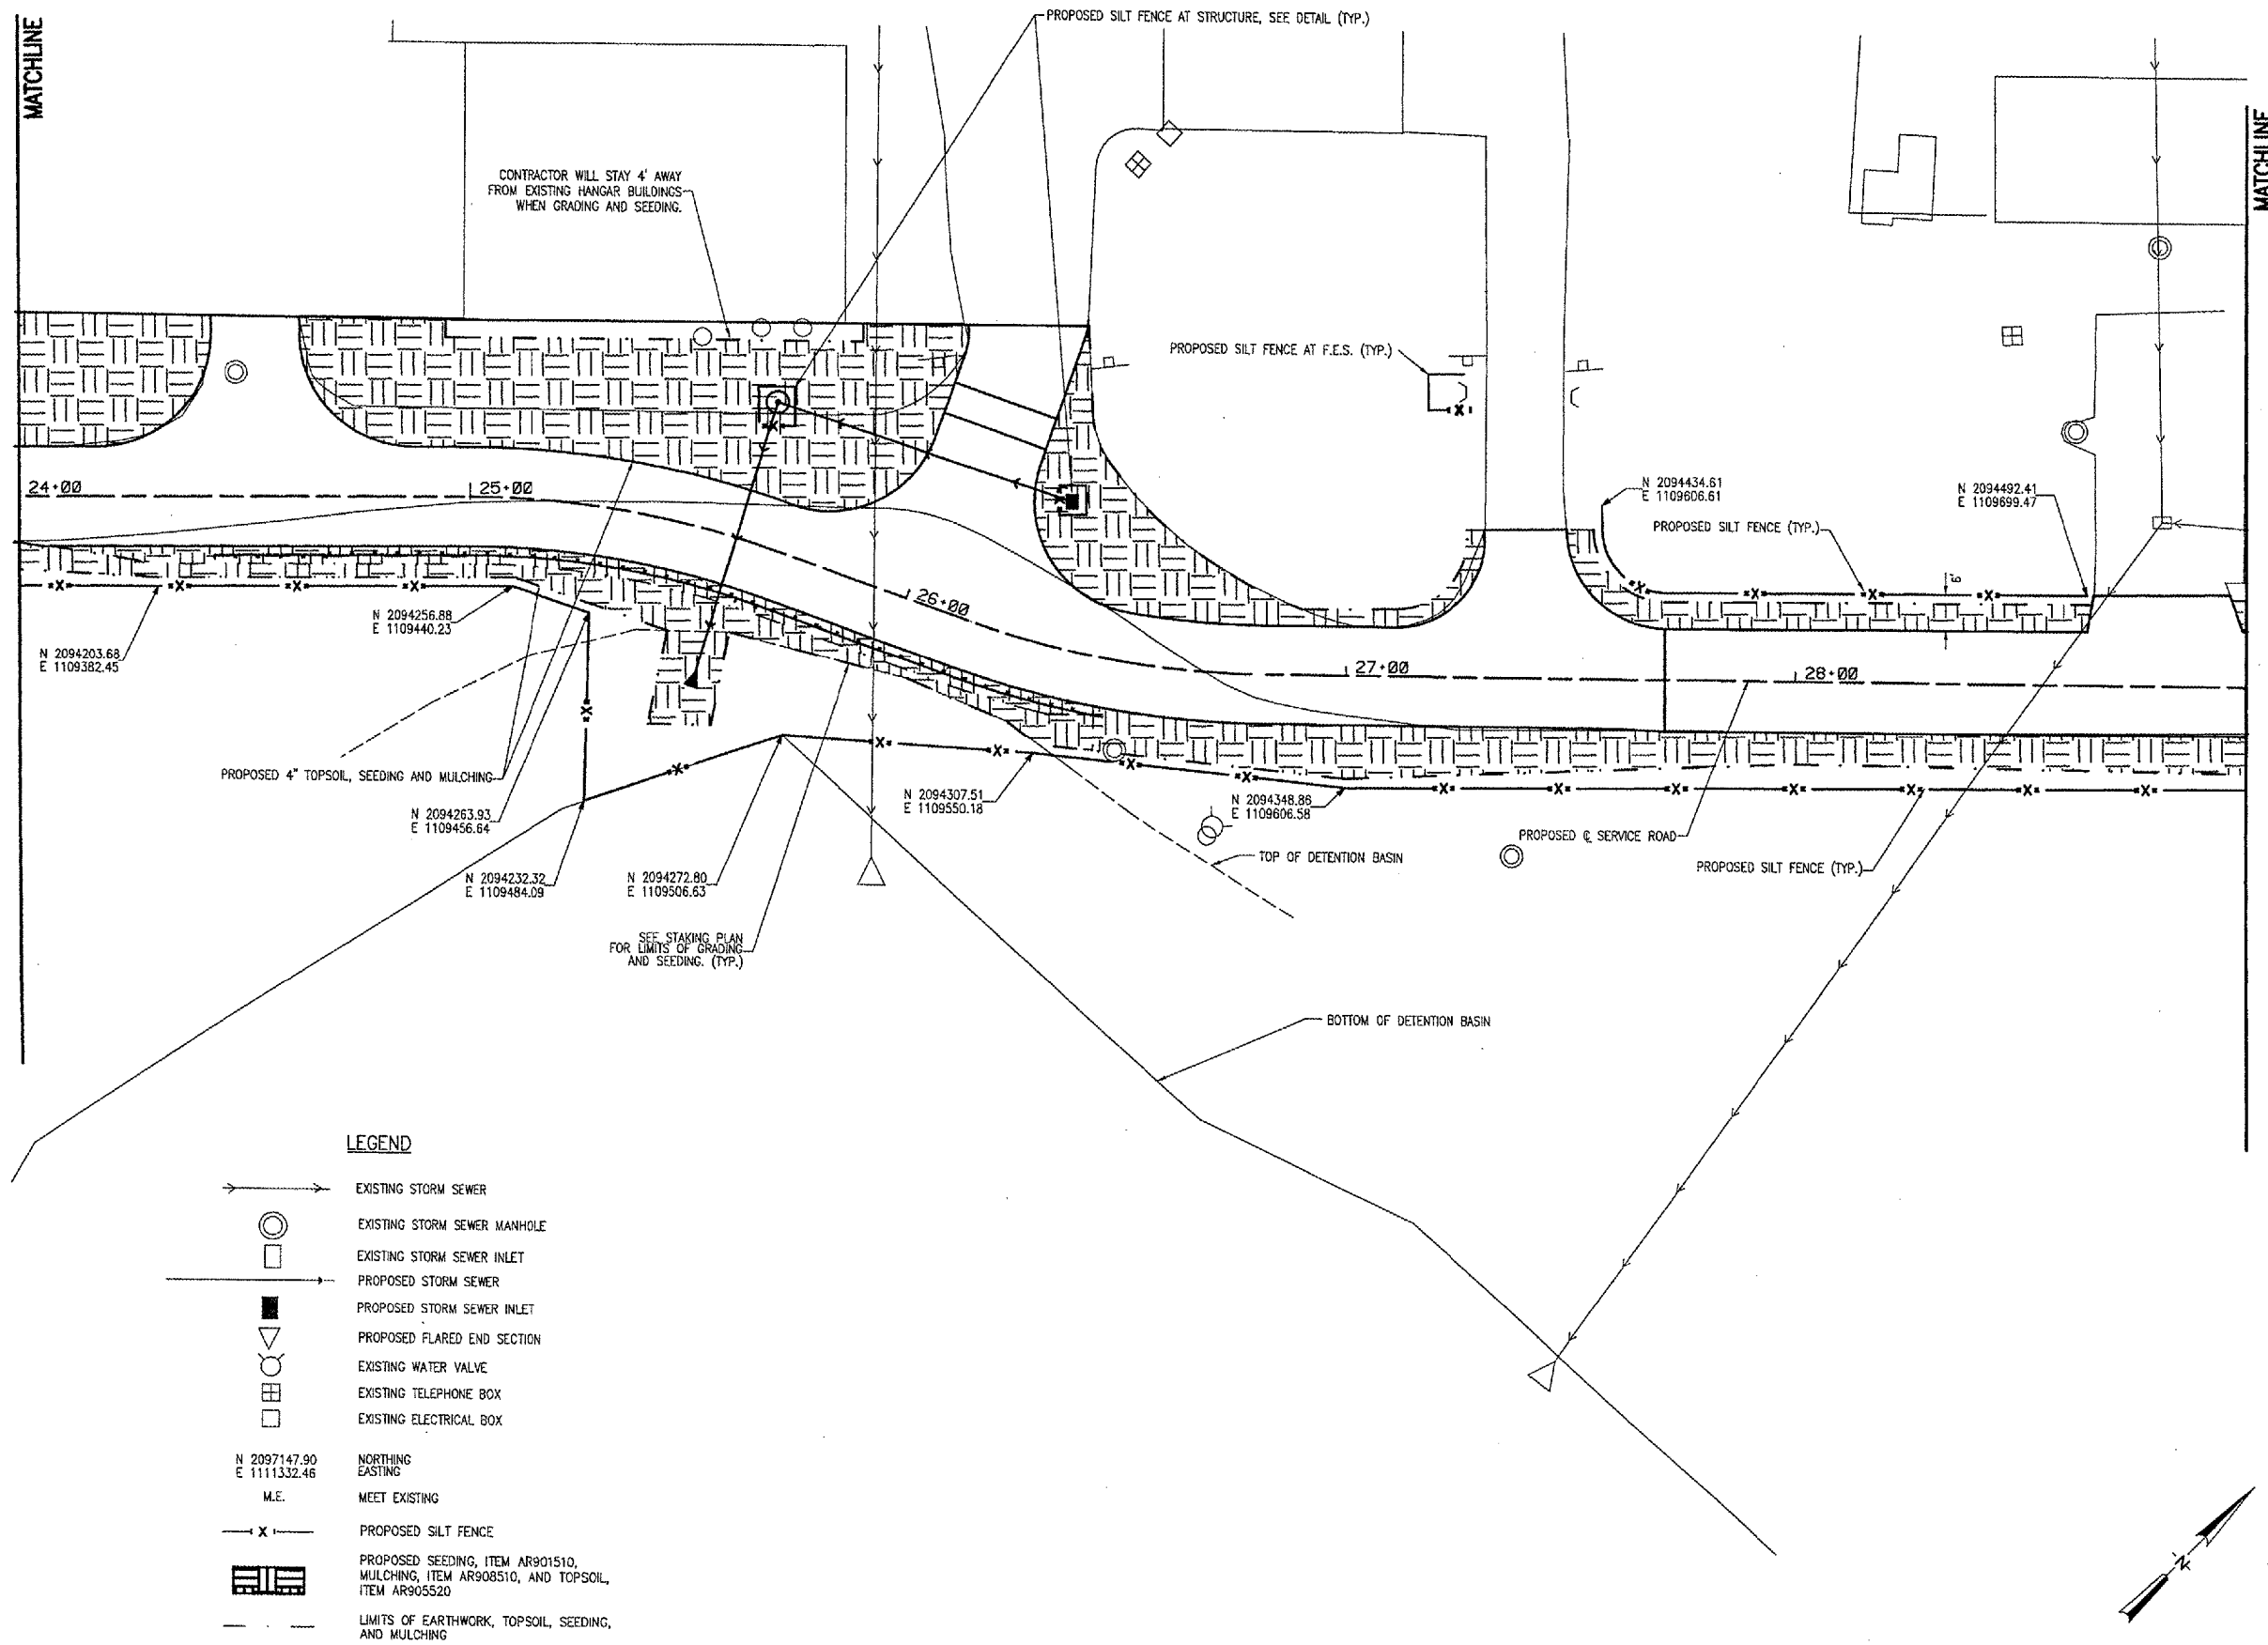 MATCHLINE
MATCHLINE
PROPOSED SILT FENCE AT STRUCTURE, SEE DETAIL (TYP.)
CONTRACTOR WILL STAY 4' AWAY
FROM EXISTING HANGAR BUILDINGS
WHEN GRADING AND SEEDING.
PROPOSED SILT FENCE AT F.E.S. (TYP.)
24+00
25+00
26+00
27+00
28+00
N 2094434.61
E 1109606.61
N 2094492.41
E 1109699.47
PROPOSED SILT FENCE (TYP.)
6'
N 2094256.88
E 1109440.23
N 2094203.68
E 1109382.45
PROPOSED 4" TOPSOIL, SEEDING AND MULCHING
N 2094263.93
E 1109456.64
N 2094307.51
E 1109550.18
N 2094348.86
E 1109606.58
PROPOSED ℄ SERVICE ROAD
TOP OF DETENTION BASIN
PROPOSED SILT FENCE (TYP.)
N 2094232.32
E 1109484.09
N 2094272.80
E 1109506.63
SEE STAKING PLAN
FOR LIMITS OF GRADING
AND SEEDING. (TYP.)
BOTTOM OF DETENTION BASIN
LEGEND
EXISTING STORM SEWER
EXISTING STORM SEWER MANHOLE
EXISTING STORM SEWER INLET
PROPOSED STORM SEWER
PROPOSED STORM SEWER INLET
PROPOSED FLARED END SECTION
EXISTING WATER VALVE
EXISTING TELEPHONE BOX
EXISTING ELECTRICAL BOX
N 2097147.90 NORTHING
E 1111332.46 EASTING
M.E. MEET EXISTING
X PROPOSED SILT FENCE
PROPOSED SEEDING, ITEM AR901510,
MULCHING, ITEM AR908510, AND TOPSOIL,
ITEM AR905520
LIMITS OF EARTHWORK, TOPSOIL, SEEDING,
AND MULCHING
N